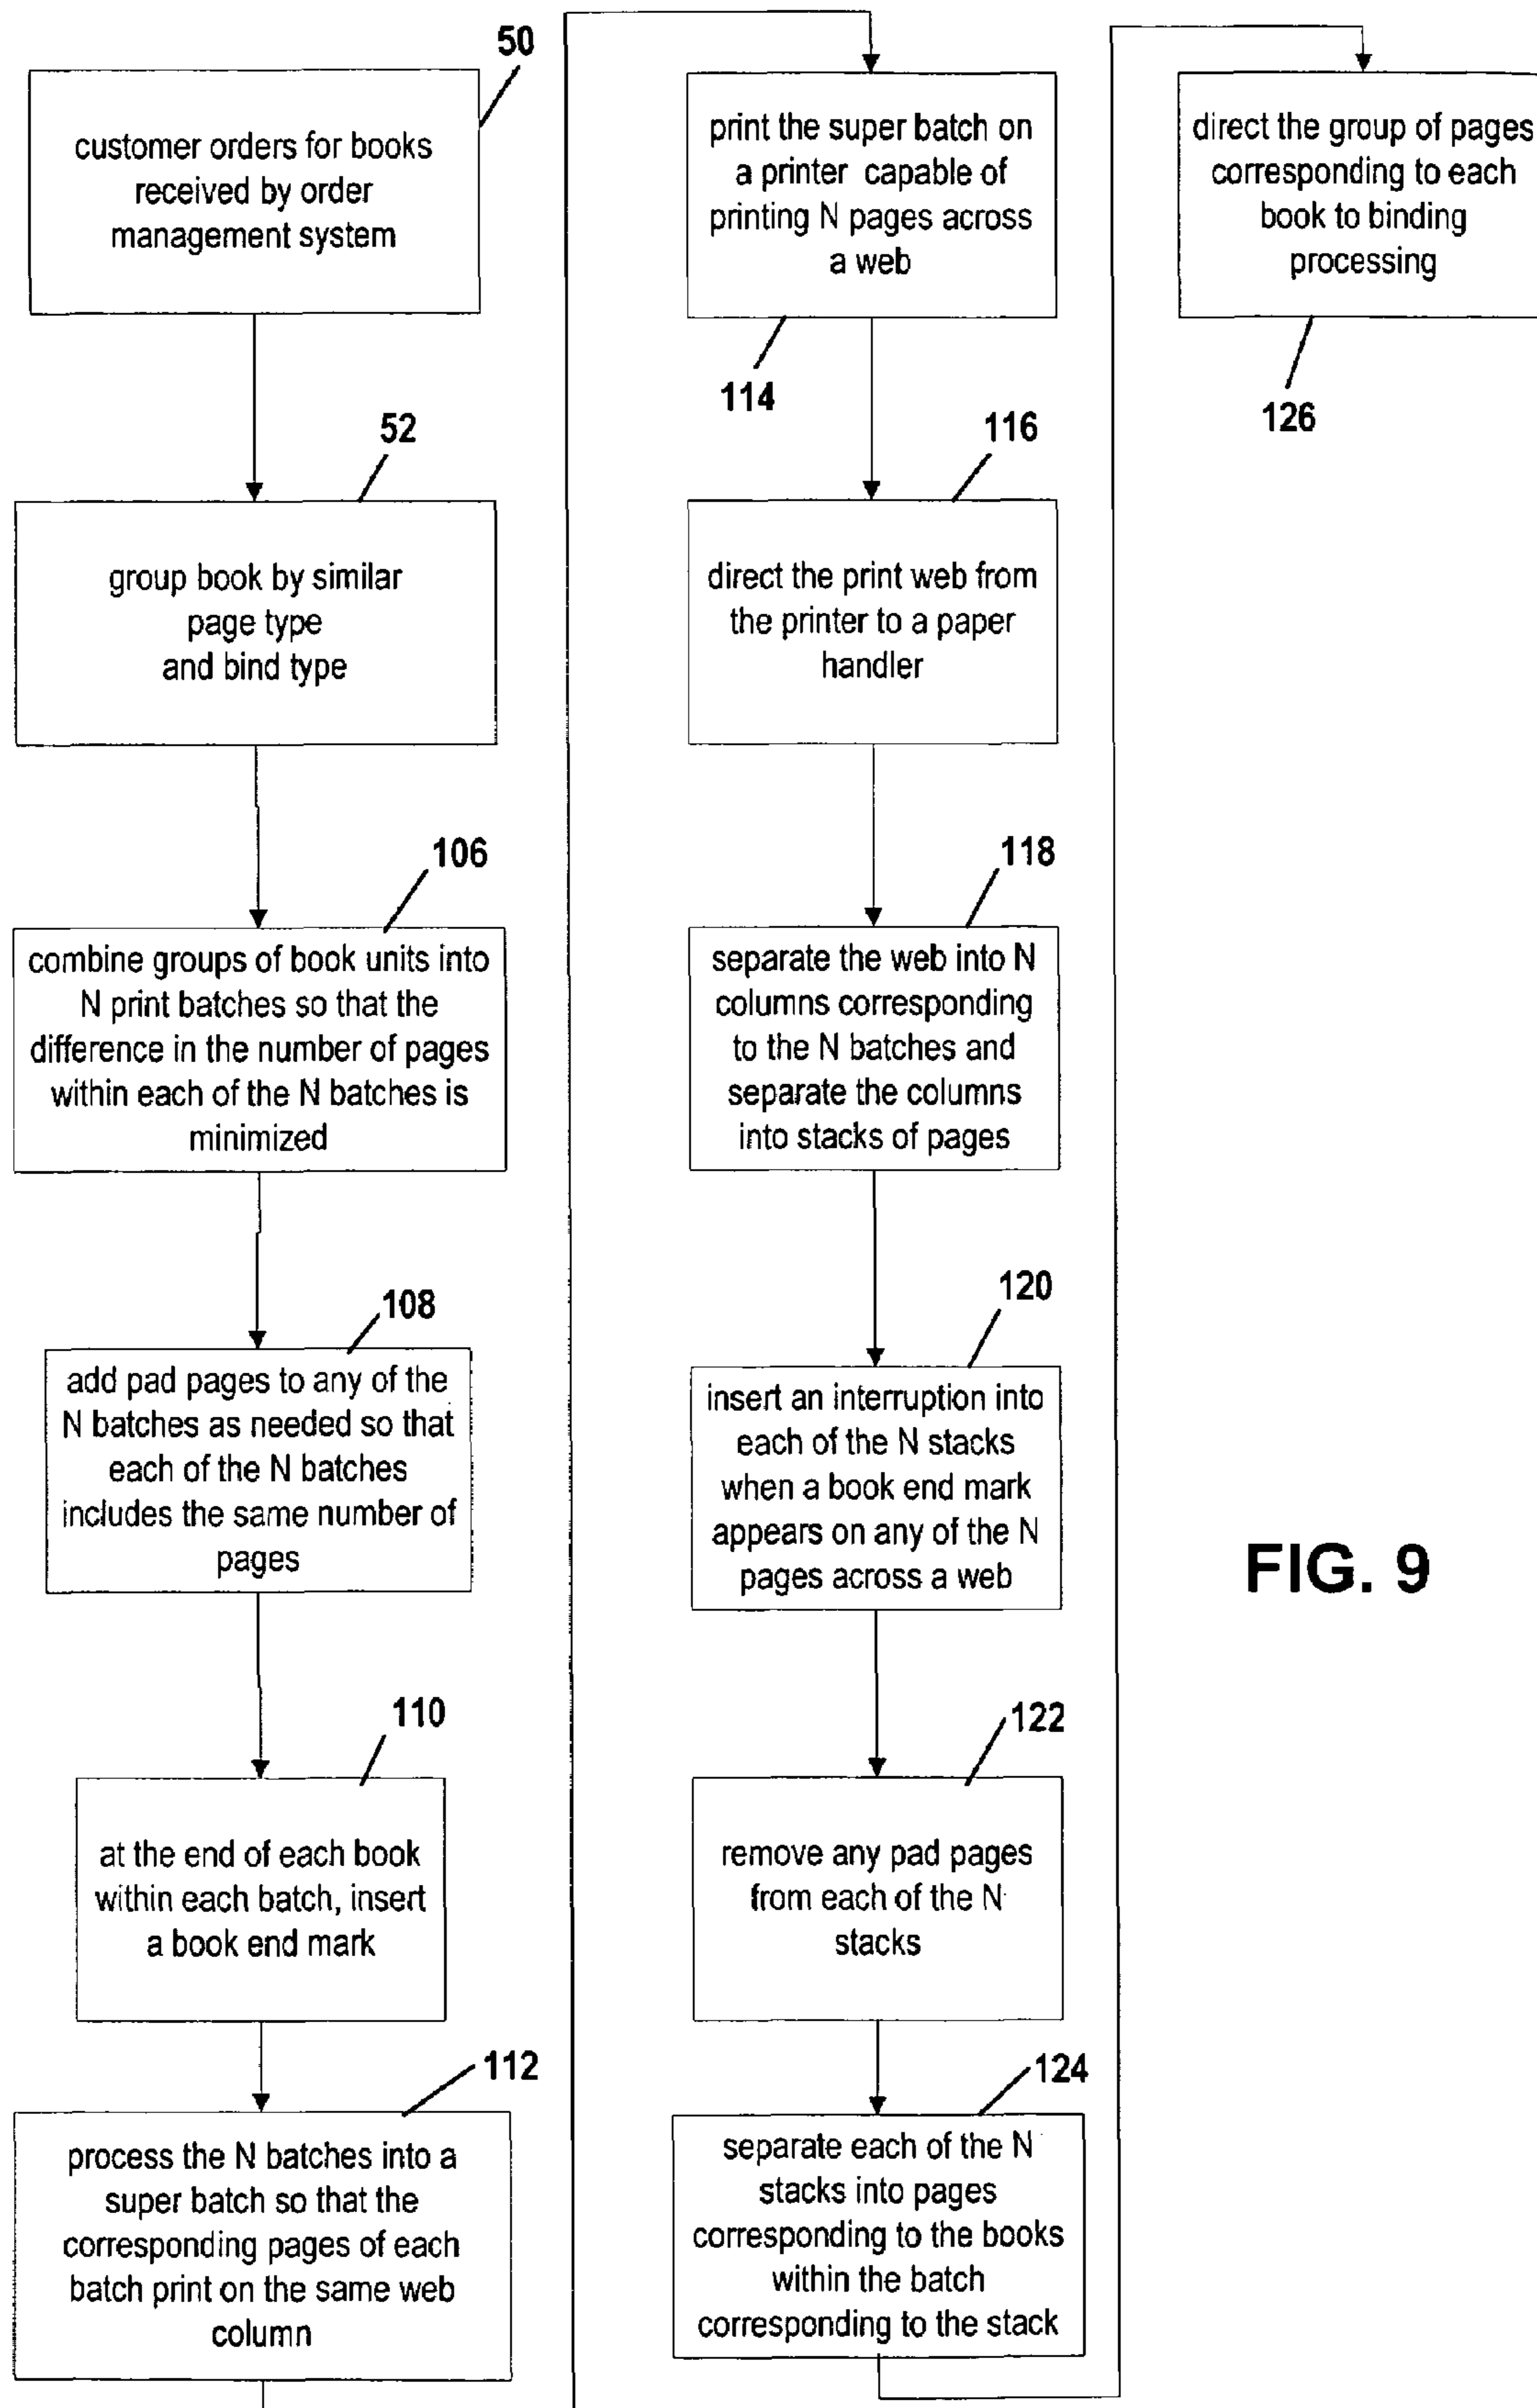 50
customer orders for books
received by order
management system
52
group book by similar
page type
and bind type
106
combine groups of book units into
N print batches so that the
difference in the number of pages
within each of the N batches is
minimized
108
add pad pages to any of the
N batches as needed so that
each of the N batches
includes the same number of
pages
110
at the end of each book
within each batch, insert
a book end mark
112
process the N batches into a
super batch so that the
corresponding pages of each
batch print on the same web
column
print the super batch on
a printer capable of
printing N pages across
a web
114
116
direct the print web from
the printer to a paper
handler
118
separate the web into N
columns corresponding
to the N batches and
separate the columns
into stacks of pages
120
insert an interruption into
each of the N stacks
when a book end mark
appears on any of the N
pages across a web
122
remove any pad pages
from each of the N
stacks
124
separate each of the N
stacks into pages
corresponding to the books
within the batch
corresponding to the stack
direct the group of pages
corresponding to each
book to binding
processing
126
FIG. 9